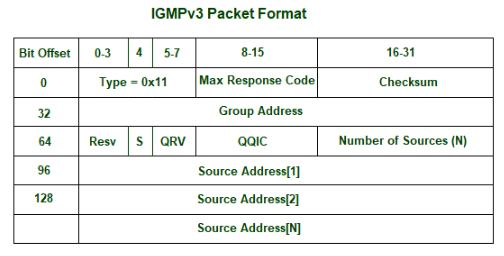 IGMPv3 Packet Format
Bit Offset 0-3 4 5-7 8-15 16-31
0 Type = 0x11 Max Response Code Checksum
32 Group Address
64 Resv S QRV QQIC Number of Sources (N)
96 Source Address[1]
128 Source Address[2]
Source Address[N]